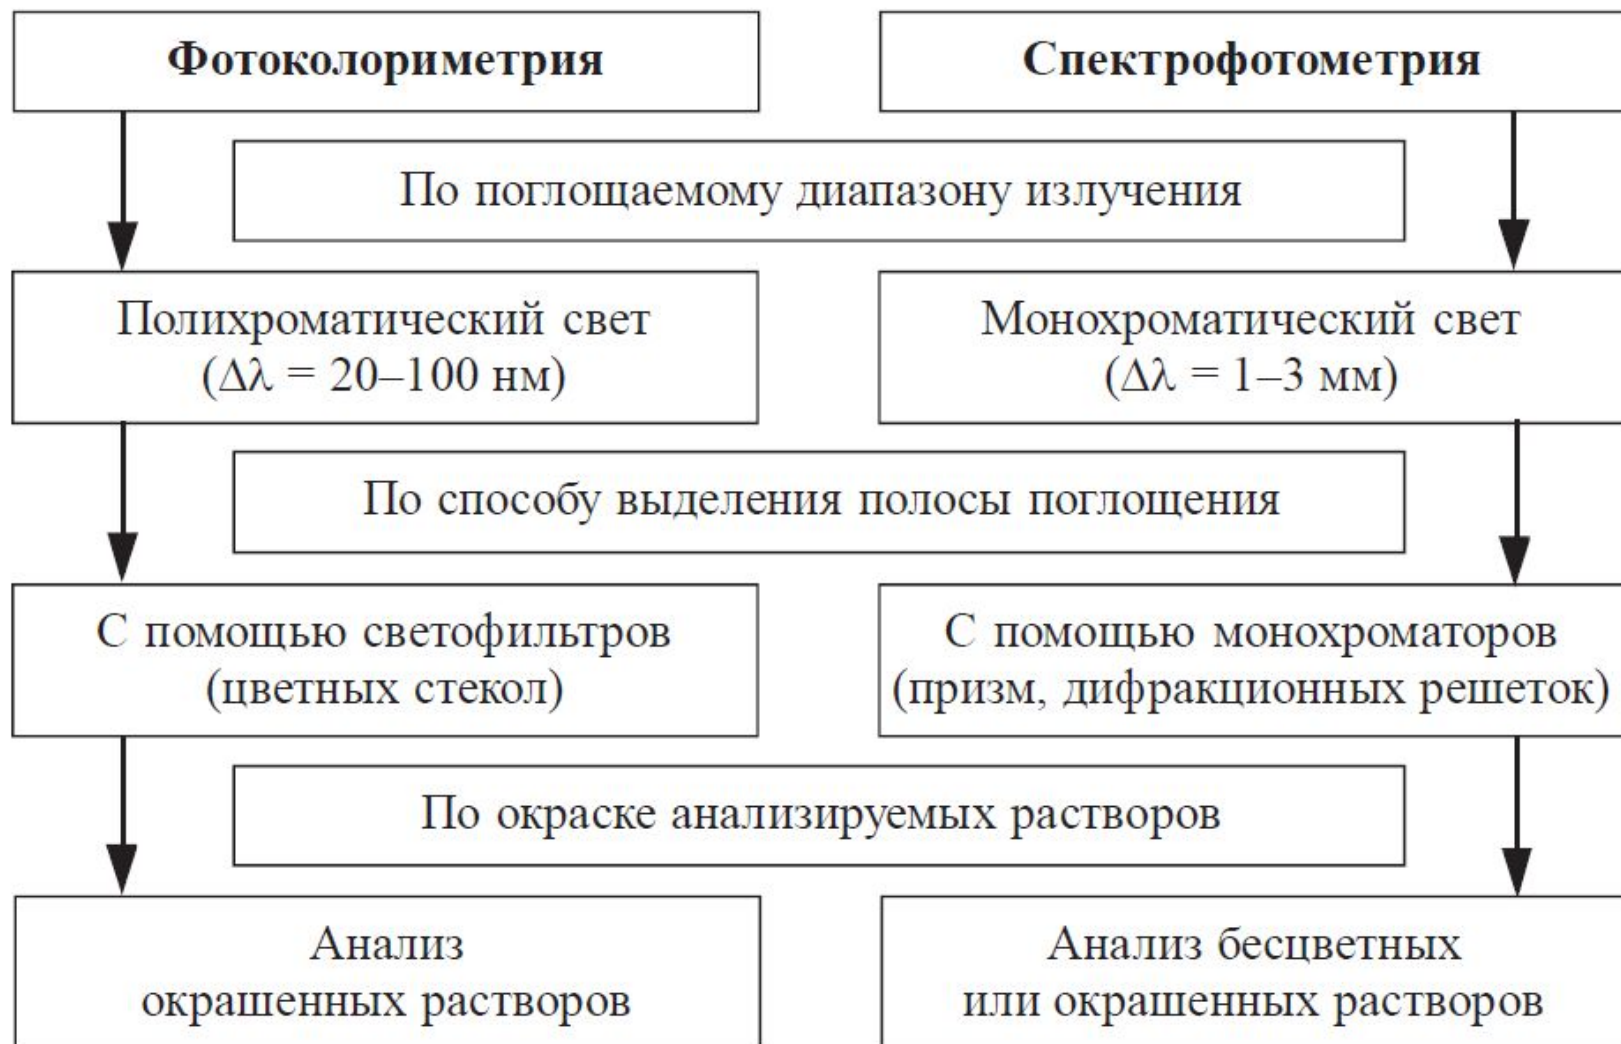 Фотоколориметрия
Спектрофотометрия
По поглощаемому диапазону излучения
Полихроматический свет
(Δλ = 20–100 нм)
Монохроматический свет
(Δλ = 1–3 мм)
По способу выделения полосы поглощения
С помощью светофильтров
(цветных стекол)
С помощью монохроматоров
(призм, дифракционных решеток)
По окраске анализируемых растворов
Анализ
окрашенных растворов
Анализ бесцветных
или окрашенных растворов